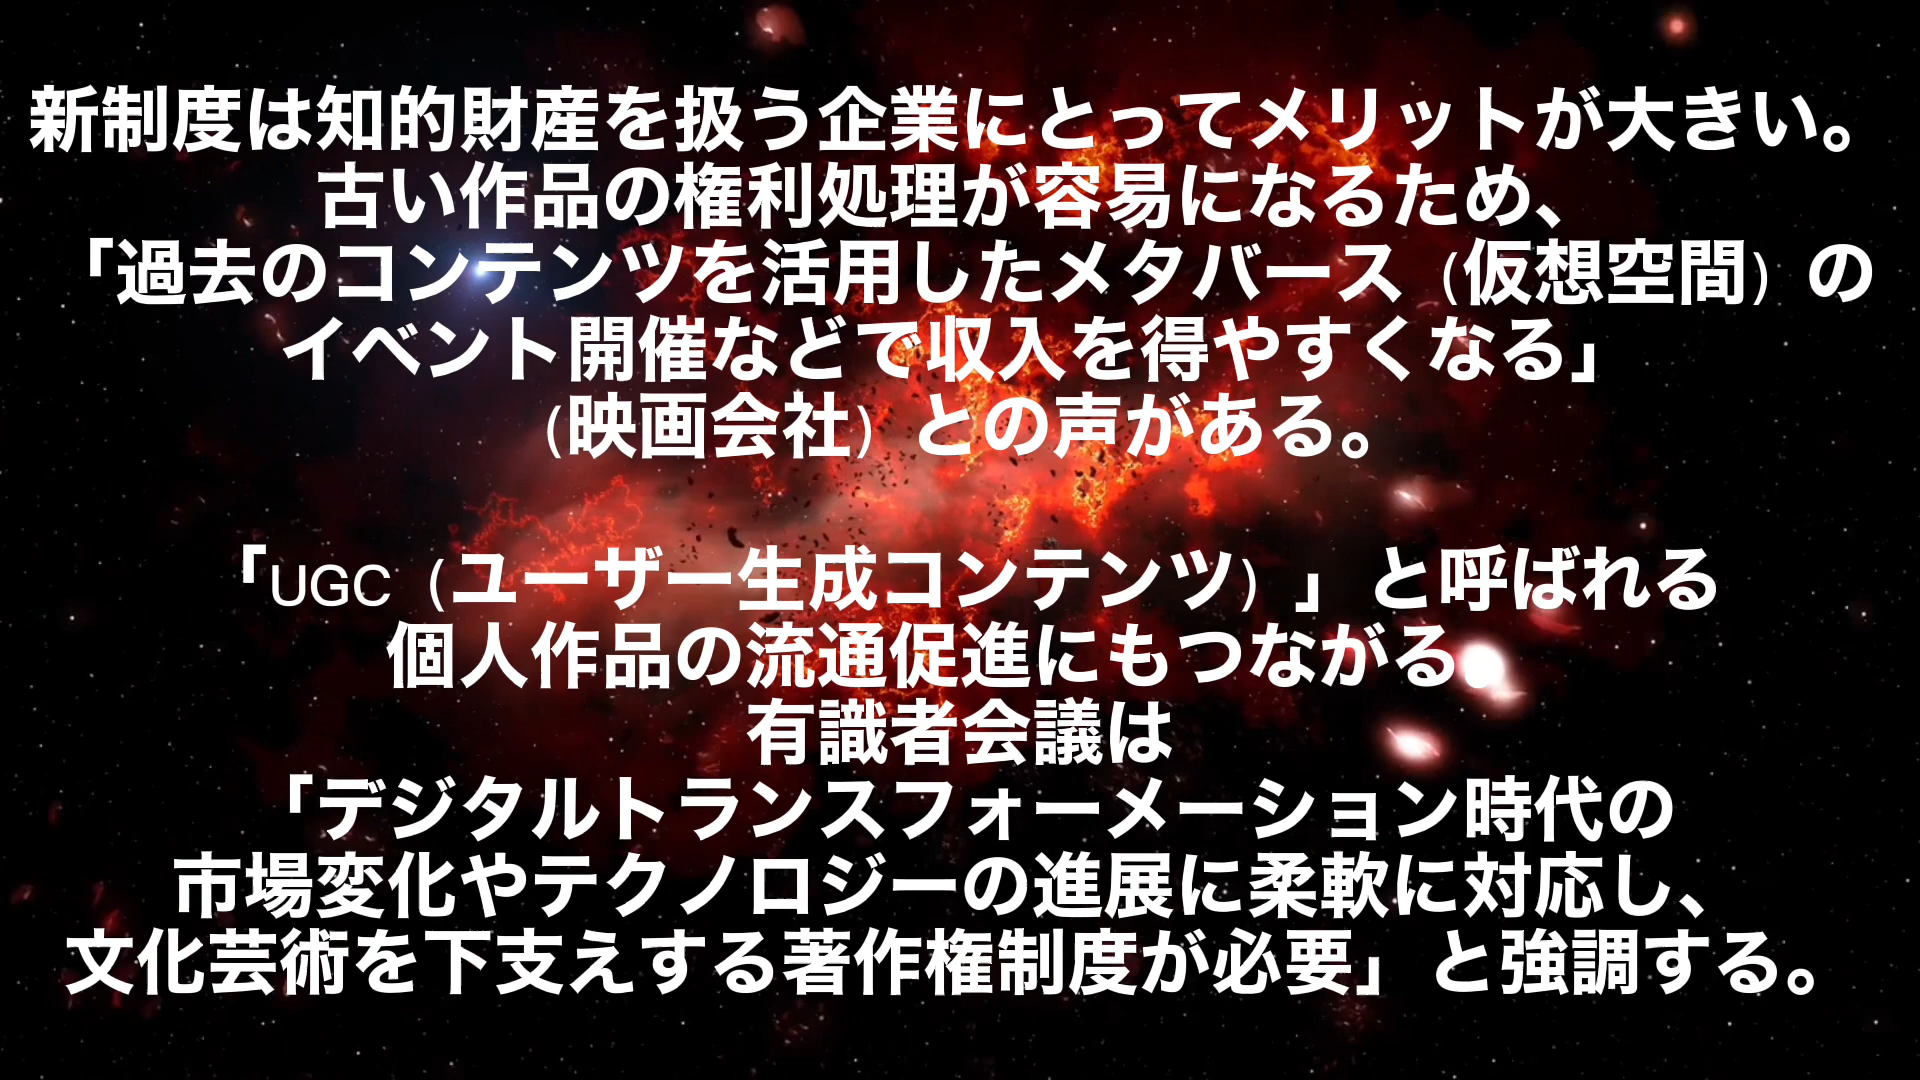 新制度は知的財産を扱う企業にとってメリットが大きい。
古い作品の権利処理が容易になるため、
「過去のコンテンツを活用したメタバース（仮想空間）の
イベント開催などで収入を得やすくなる」
（映画会社）との声がある。
「UGC（ユーザー生成コンテンツ）」と呼ばれる
個人作品の流通促進にもつながる。
有識者会議は
「デジタルトランスフォーメーション時代の
市場変化やテクノロジーの進展に柔軟に対応し、
文化芸術を下支えする著作権制度が必要」と強調する。